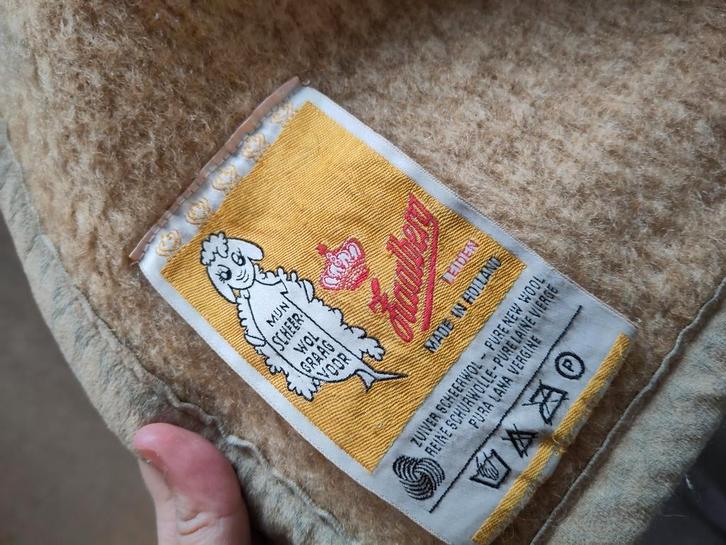 Zaalberg
LEIDEN
MADE IN HOLLAND
MIJN
SCHEER-
WOL
GRAAG
VOOR
ZUIVER SCHEERWOL - PURE NEW WOOL
REINE SCHURWOLLE - PURE LAINE VIERGE
PURA LANA VERGINE
P